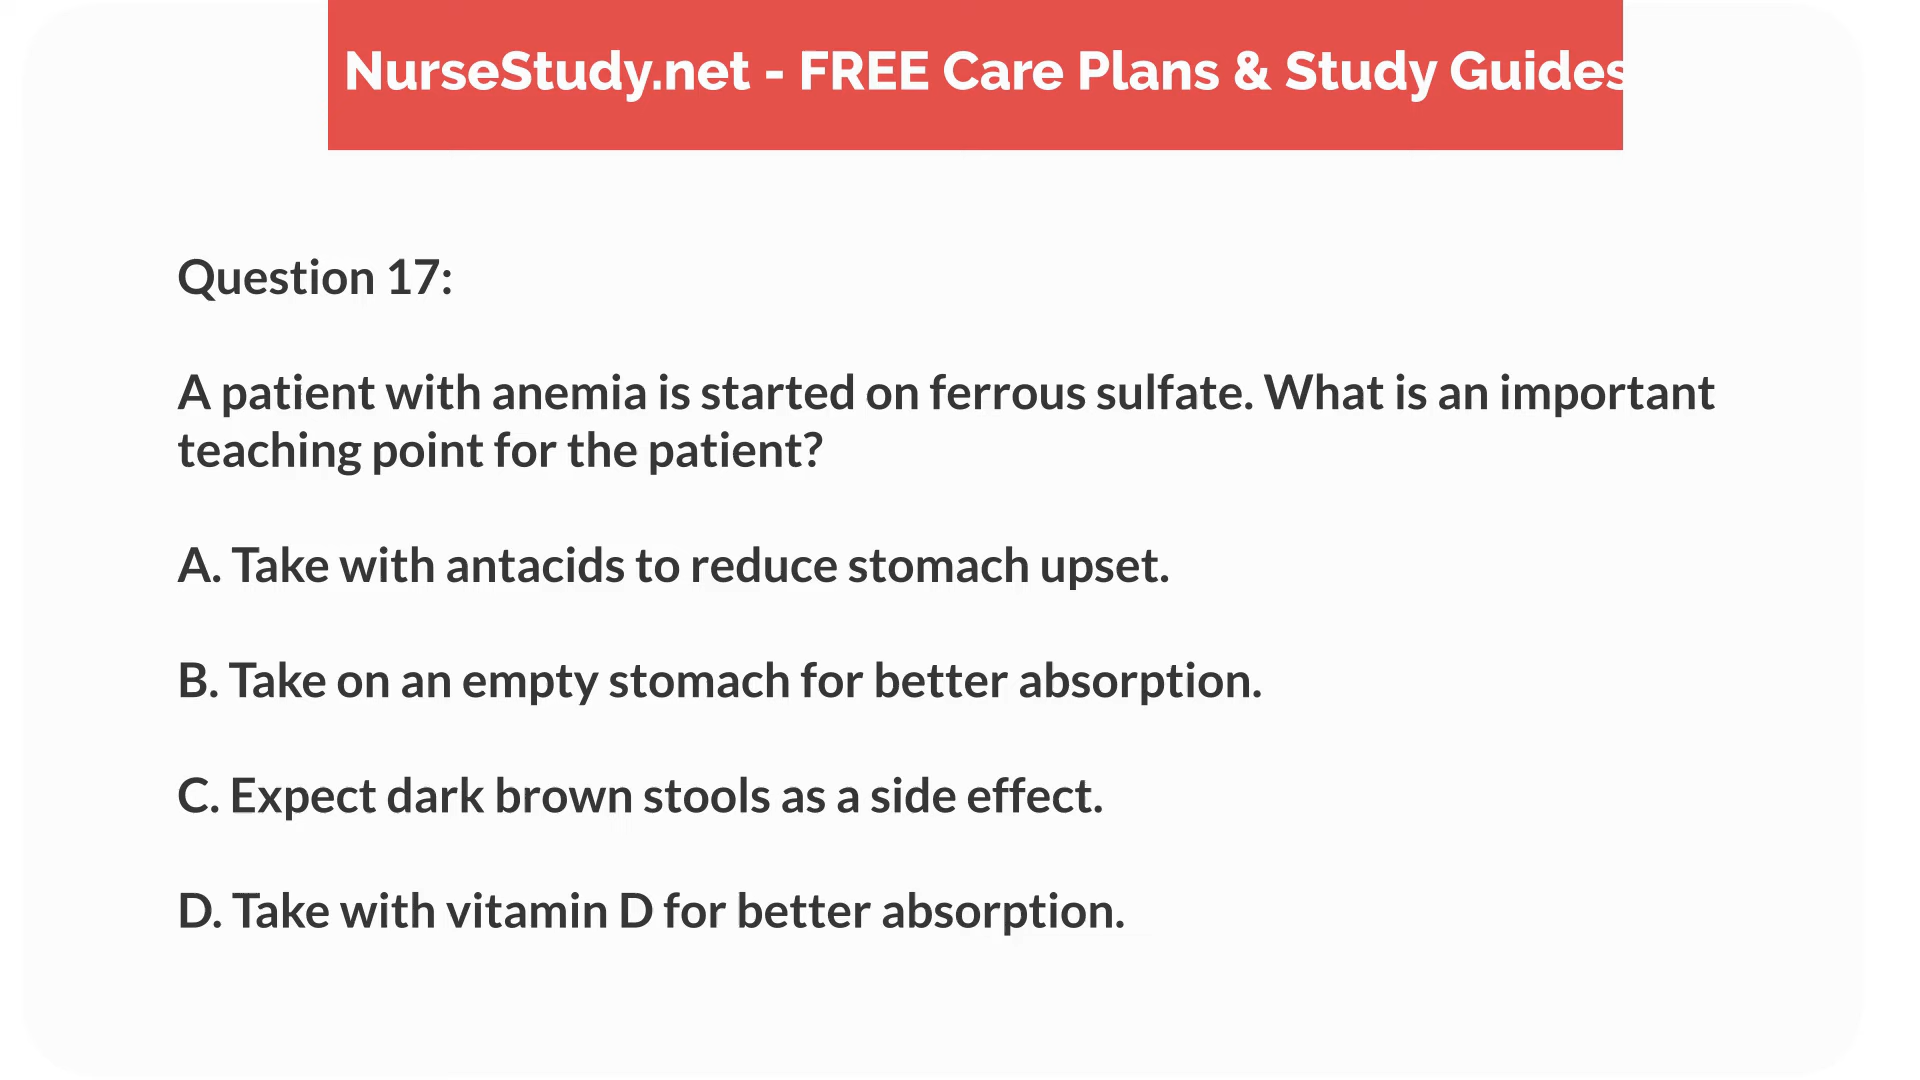 NurseStudy.net - FREE Care Plans & Study Guides
Question 17:
A patient with anemia is started on ferrous sulfate. What is an important
teaching point for the patient?
A. Take with antacids to reduce stomach upset.
B. Take on an empty stomach for better absorption.
C. Expect dark brown stools as a side effect.
D. Take with vitamin D for better absorption.